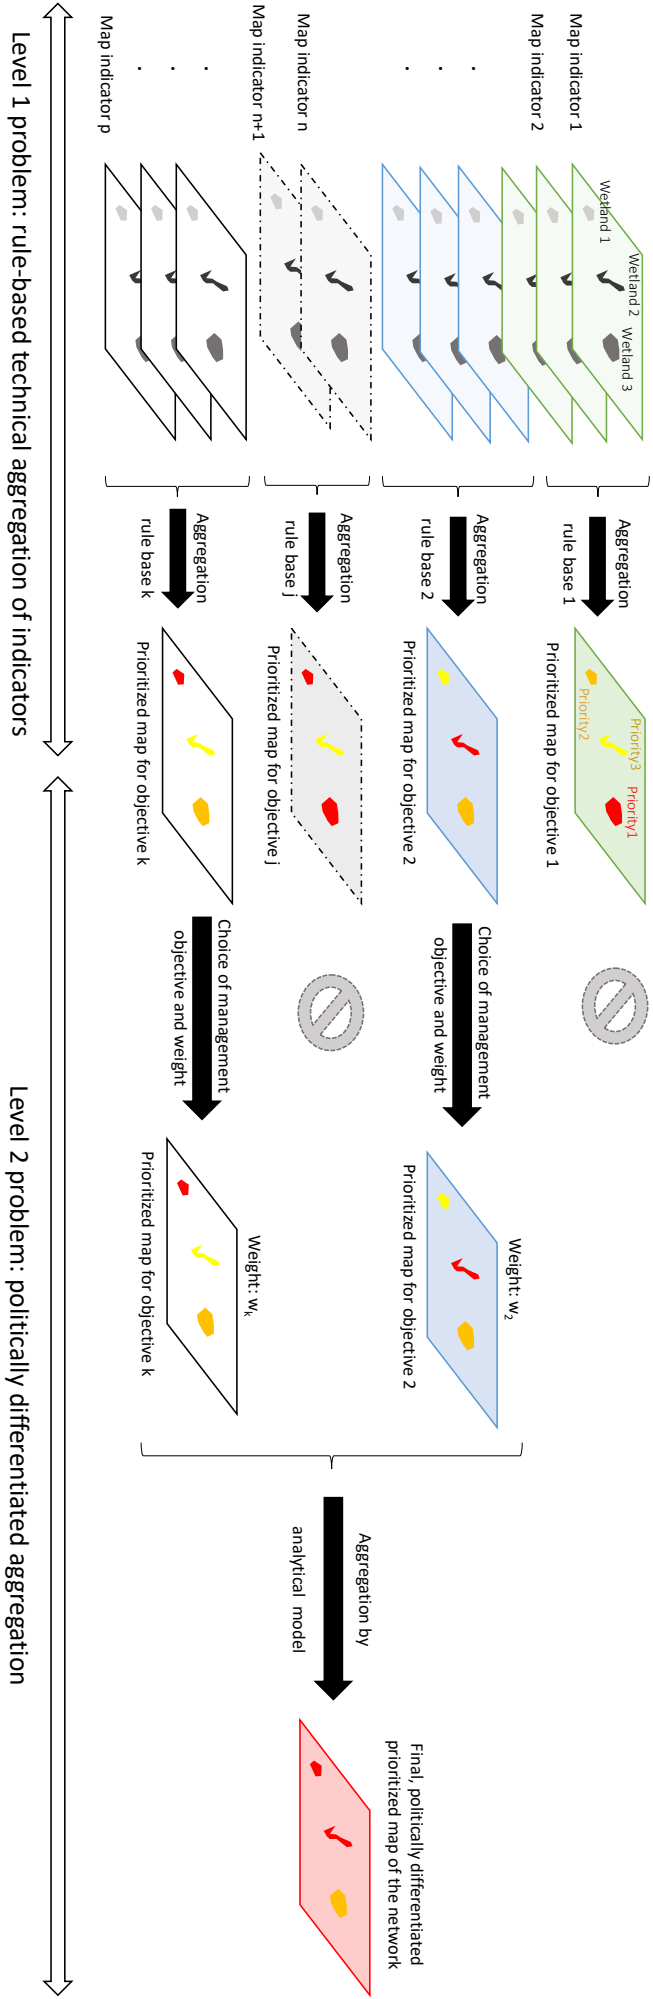 Map indicator 1
Map indicator 2
.
.
.
Map indicator n
Map indicator n+1
.
.
.
Map indicator p
Wetland 1
Wetland 2
Wetland 3
Aggregation
rule base 1
Aggregation
rule base 2
Aggregation
rule base j
Aggregation
rule base k
Priority1
Priority2
Priority3
Prioritized map for objective 1
Prioritized map for objective 2
Prioritized map for objective j
Prioritized map for objective k
Choice of management
objective and weight
Choice of management
objective and weight
Weight: w2
Prioritized map for objective 2
Weight: wk
Prioritized map for objective k
Aggregation by
analytical model
Final, politically differentiated
prioritized map of the network
Level 1 problem: rule-based technical aggregation of indicators
Level 2 problem: politically differentiated aggregation